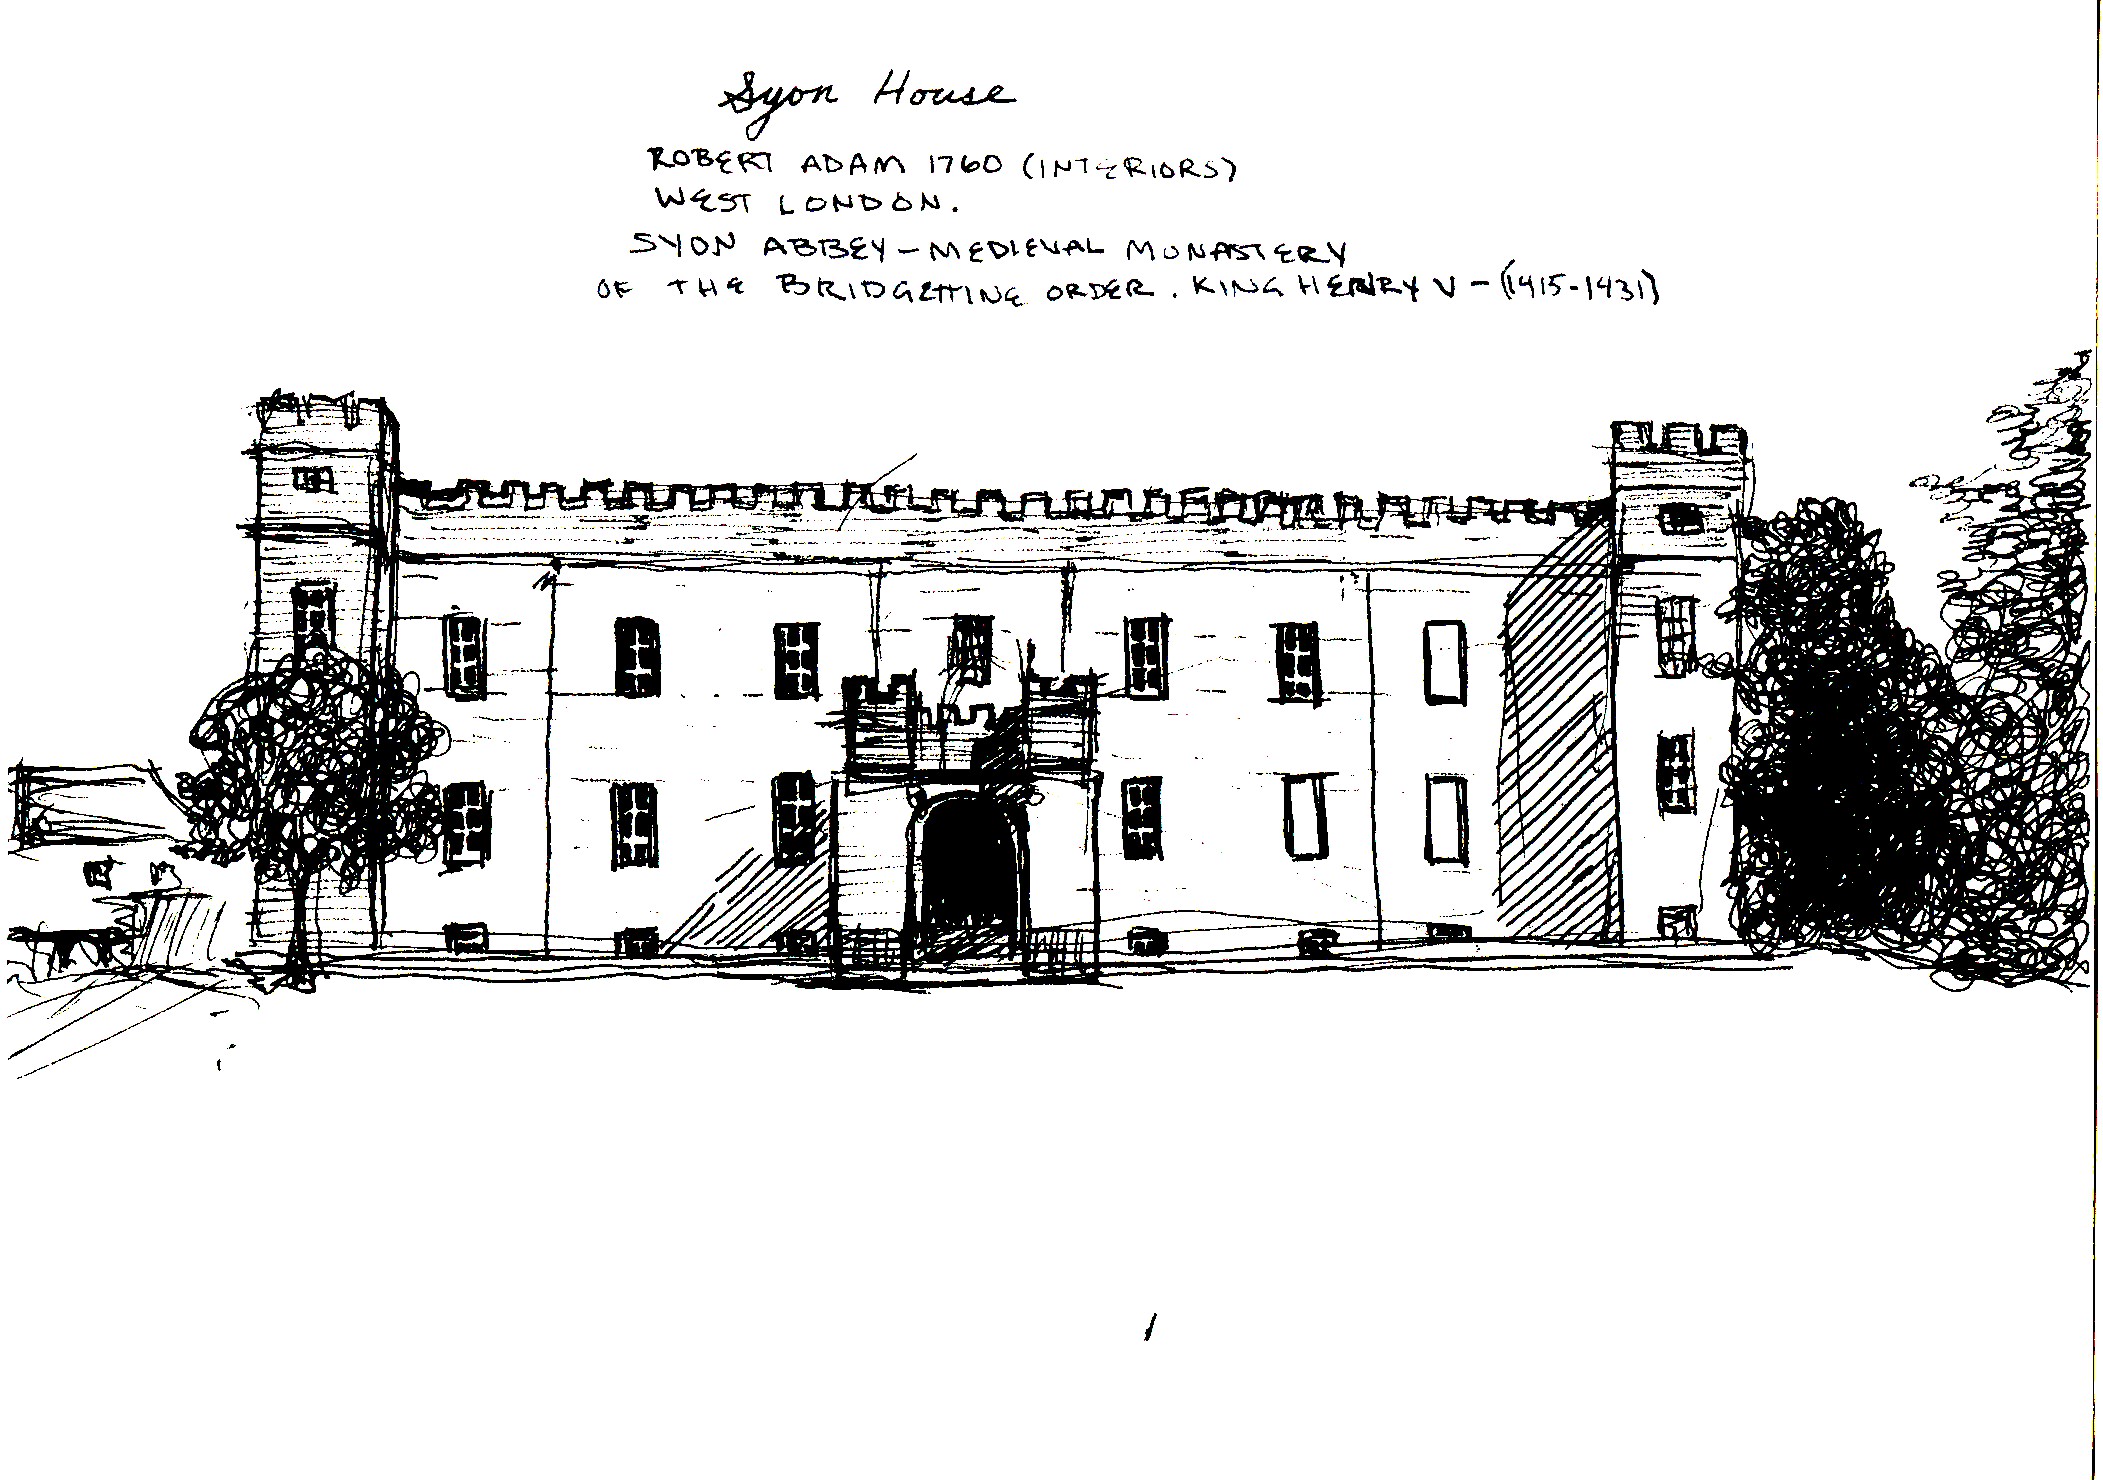 Syon House
ROBERT ADAM 1760 (INTERIORS)
WEST LONDON.
SYON ABBEY - MEDIEVAL MONASTERY
OF THE BRIDGETTINE ORDER. KING HENRY V - (1415-1431)
1